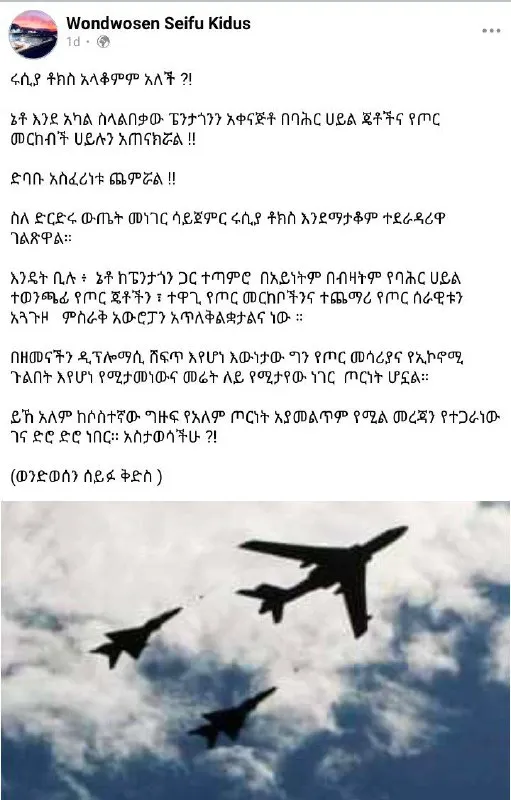 Wondwosen Seifu Kidus
1d ·
ሩሲያ ቶክስ አላቆምም አለች ?!
ኔቶ እንደ አካል ስላልበቃው ፔንታጎንን አቀናጅቶ በባሕር ሀይል ጄቶችና የጦር
መርከብች ሀይሉን አጠናክሯል !!
ድባቡ አስፈሪነቱ ጨምሯል !!
ስለ ድርድሩ ውጤት መነገር ሳይጀምር ሩሲያ ቶክስ እንደማታቆም ተደራዳሪዋ
ገልጽዋል።
እንዴት ቢሉ ፥ ኔቶ ከፔንታጎን ጋር ተጣምሮ በአይነትም በብዛትም የባሕር ሀይል
ተወንጫፊ የጦር ጄቶችን ፣ ተዋጊ የጦር መርከቦችንና ተጨማሪ የጦር ሰራዊቱን
አጓጉዞ ምስራቅ አውሮፓን አጥለቅልቋታልና ነው ።
በዘመናችን ዲፕሎማሲ ሽፍጥ እየሆነ እውነታው ግን የጦር መሳሪያና የኢኮኖሚ
ጉልበት እየሆነ የሚታመነውና መሬት ላይ የሚታየው ነገር ጦርነት ሆኗል።
ይኸ አለም ከሶስተኛው ግዙፍ የአለም ጦርነት አያመልጥም የሚል መረጃን የተጋራነው
ገና ድሮ ድሮ ነበር። አስታወሳችሁ ?!
(ወንድወሰን ሰይፉ ቅድስ )